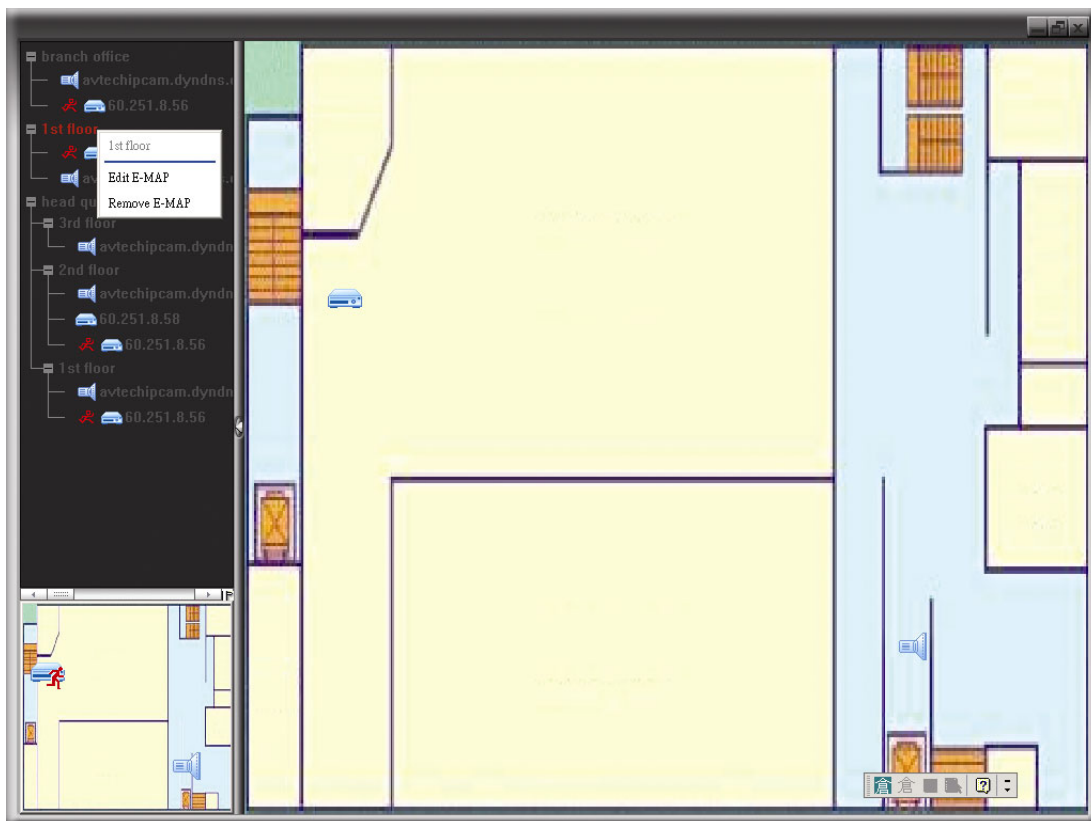 branch office
avtechipcam.dyndns.
60.251.8.56
1st floor
1st floor
Edit E-MAP
Remove E-MAP
head qu
3rd floor
avtechipcam.dyndn
2nd floor
avtechipcam.dyndn
60.251.8.58
60.251.8.56
1st floor
avtechipcam.dyndn
60.251.8.56
倉 倉